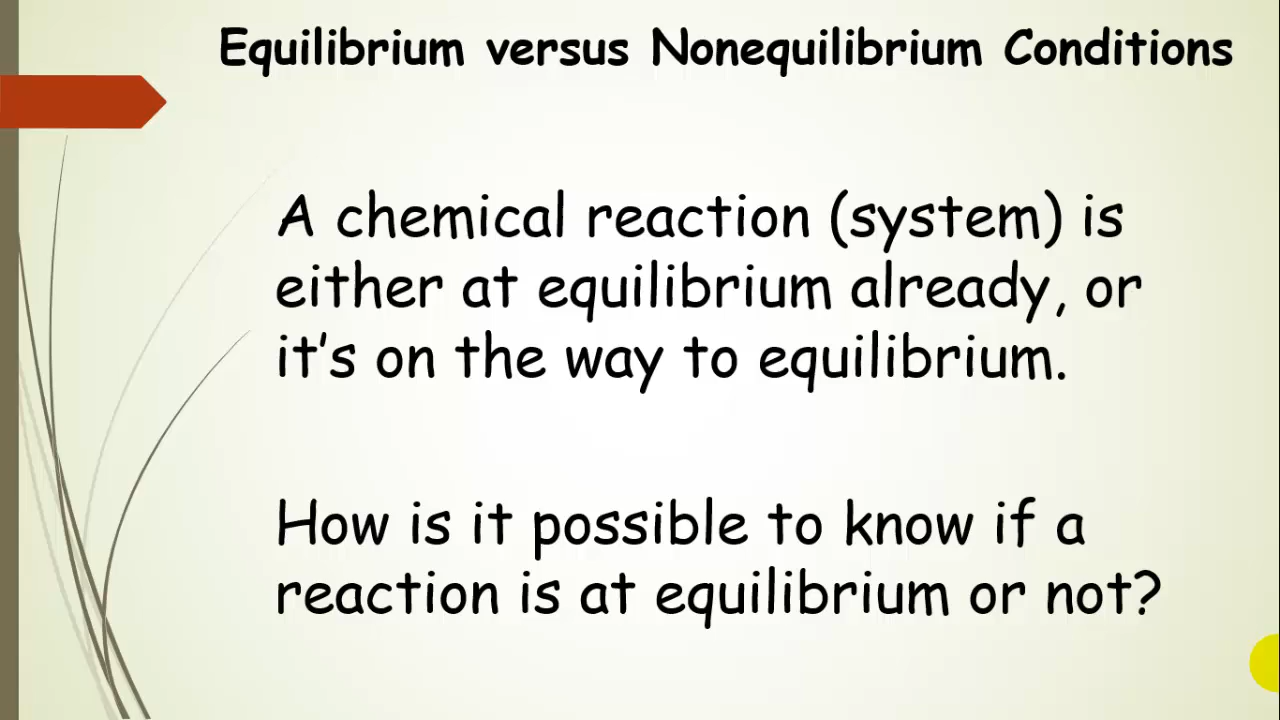 Equilibrium versus Nonequilibrium Conditions
A chemical reaction (system) is
either at equilibrium already, or
it’s on the way to equilibrium.
How is it possible to know if a
reaction is at equilibrium or not?